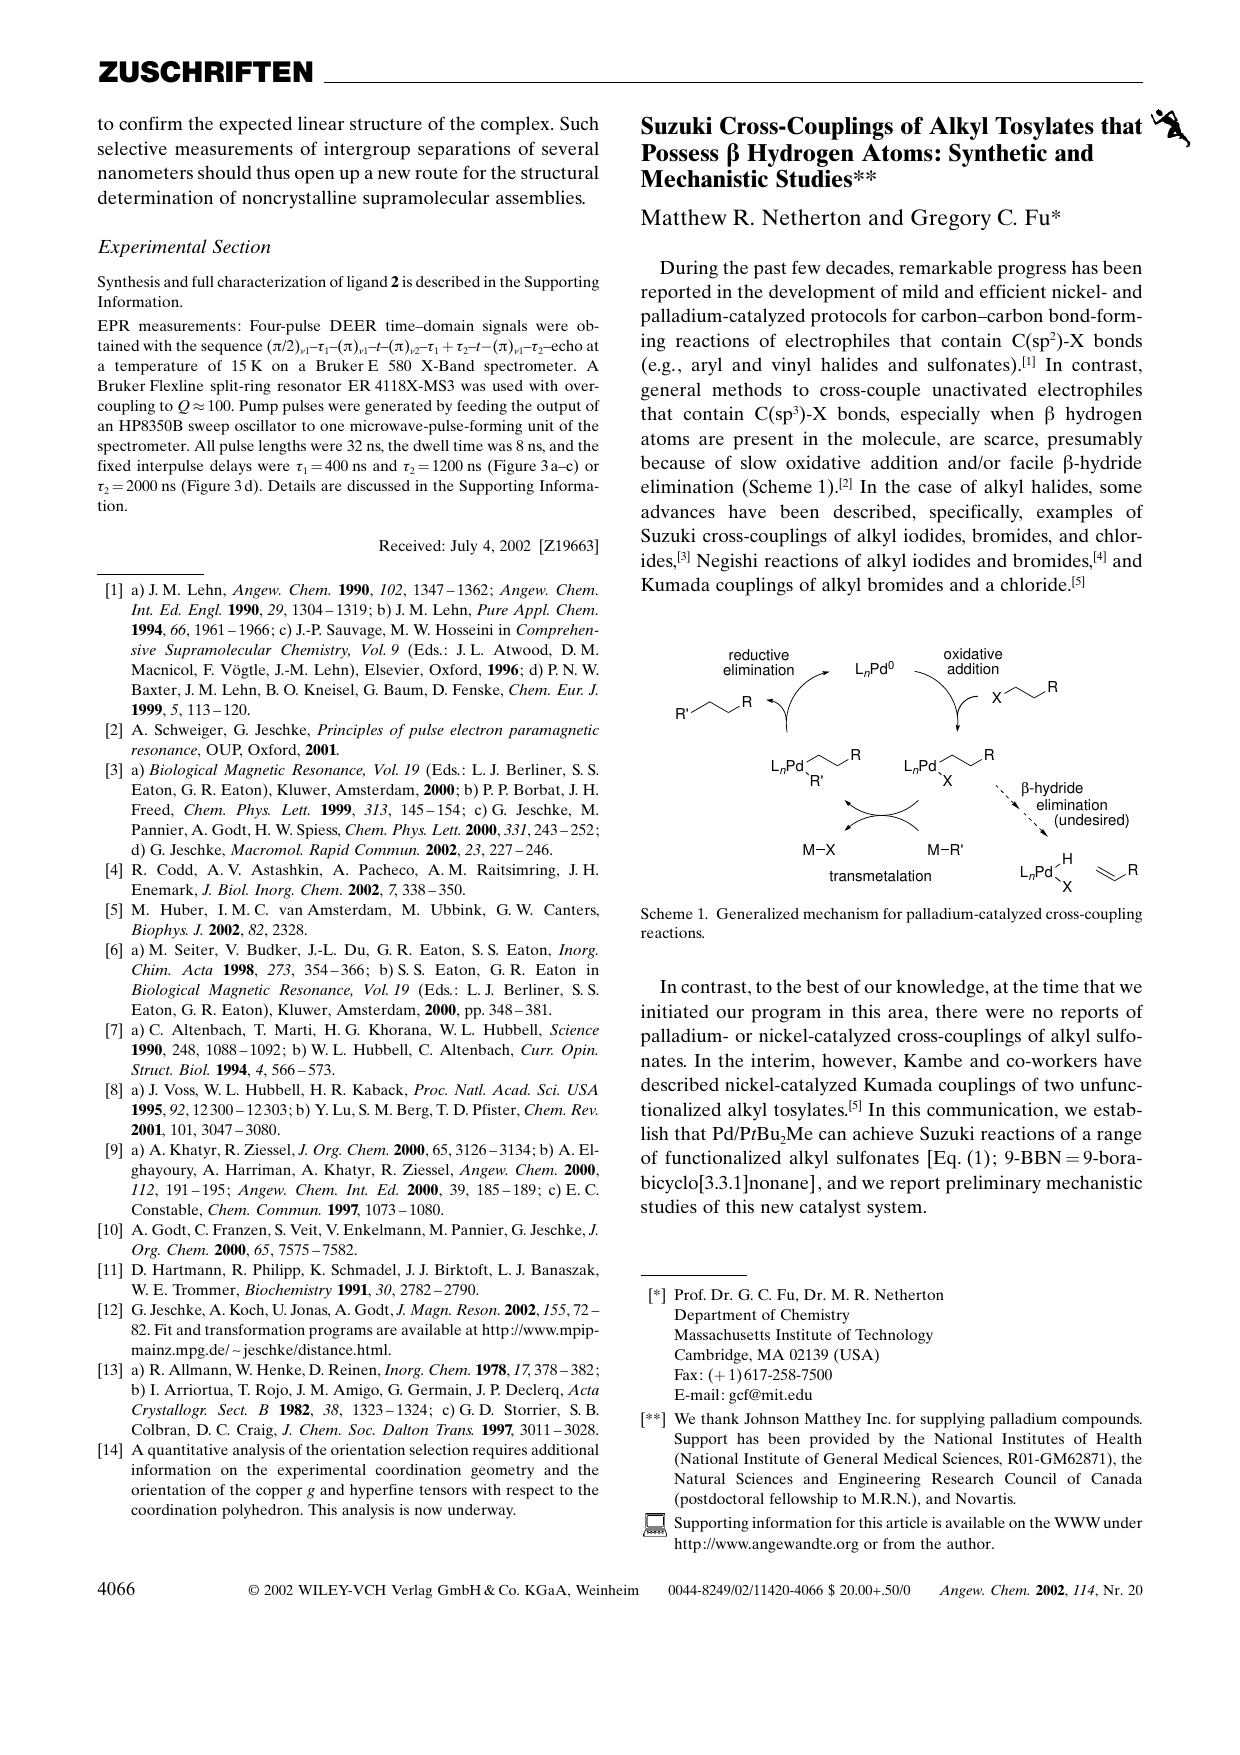 ZUSCHRIFTEN
to confirm the expected linear structure of the complex. Such
selective measurements of intergroup separations of several
nanometers should thus open up a new route for the structural
determination of noncrystalline supramolecular assemblies.
Experimental Section
Synthesis and full characterization of ligand 2 is described in the Supporting
Information.
EPR measurements: Four-pulse DEER time–domain signals were ob-
tained with the sequence (π/2)ν1–τ1–(π)ν1–t–(π)ν2–τ1 + τ2–t–(π)ν1–τ2–echo at
a temperature of 15 K on a Bruker E 580 X-Band spectrometer. A
Bruker Flexline split-ring resonator ER 4118X-MS3 was used with over-
coupling to Q ≈ 100. Pump pulses were generated by feeding the output of
an HP8350B sweep oscillator to one microwave-pulse-forming unit of the
spectrometer. All pulse lengths were 32 ns, the dwell time was 8 ns, and the
fixed interpulse delays were τ1 = 400 ns and τ2 = 1200 ns (Figure 3 a–c) or
τ2 = 2000 ns (Figure 3 d). Details are discussed in the Supporting Informa-
tion.
Received: July 4, 2002 [Z19663]
[1] a) J. M. Lehn, Angew. Chem. 1990, 102, 1347–1362; Angew. Chem.
Int. Ed. Engl. 1990, 29, 1304–1319; b) J. M. Lehn, Pure Appl. Chem.
1994, 66, 1961–1966; c) J.-P. Sauvage, M. W. Hosseini in Comprehen-
sive Supramolecular Chemistry, Vol. 9 (Eds.: J. L. Atwood, D. M.
Macnicol, F. Vögtle, J.-M. Lehn), Elsevier, Oxford, 1996; d) P. N. W.
Baxter, J. M. Lehn, B. O. Kneisel, G. Baum, D. Fenske, Chem. Eur. J.
1999, 5, 113–120.
[2] A. Schweiger, G. Jeschke, Principles of pulse electron paramagnetic
resonance, OUP, Oxford, 2001.
[3] a) Biological Magnetic Resonance, Vol. 19 (Eds.: L. J. Berliner, S. S.
Eaton, G. R. Eaton), Kluwer, Amsterdam, 2000; b) P. P. Borbat, J. H.
Freed, Chem. Phys. Lett. 1999, 313, 145–154; c) G. Jeschke, M.
Pannier, A. Godt, H. W. Spiess, Chem. Phys. Lett. 2000, 331, 243–252;
d) G. Jeschke, Macromol. Rapid Commun. 2002, 23, 227–246.
[4] R. Codd, A. V. Astashkin, A. Pacheco, A. M. Raitsimring, J. H.
Enemark, J. Biol. Inorg. Chem. 2002, 7, 338–350.
[5] M. Huber, I. M. C. van Amsterdam, M. Ubbink, G. W. Canters,
Biophys. J. 2002, 82, 2328.
[6] a) M. Seiter, V. Budker, J.-L. Du, G. R. Eaton, S. S. Eaton, Inorg.
Chim. Acta 1998, 273, 354–366; b) S. S. Eaton, G. R. Eaton in
Biological Magnetic Resonance, Vol. 19 (Eds.: L. J. Berliner, S. S.
Eaton, G. R. Eaton), Kluwer, Amsterdam, 2000, pp. 348–381.
[7] a) C. Altenbach, T. Marti, H. G. Khorana, W. L. Hubbell, Science
1990, 248, 1088–1092; b) W. L. Hubbell, C. Altenbach, Curr. Opin.
Struct. Biol. 1994, 4, 566–573.
[8] a) J. Voss, W. L. Hubbell, H. R. Kaback, Proc. Natl. Acad. Sci. USA
1995, 92, 12300–12303; b) Y. Lu, S. M. Berg, T. D. Pfister, Chem. Rev.
2001, 101, 3047–3080.
[9] a) A. Khatyr, R. Ziessel, J. Org. Chem. 2000, 65, 3126–3134; b) A. El-
ghayoury, A. Harriman, A. Khatyr, R. Ziessel, Angew. Chem. 2000,
112, 191–195; Angew. Chem. Int. Ed. 2000, 39, 185–189; c) E. C.
Constable, Chem. Commun. 1997, 1073–1080.
[10] A. Godt, C. Franzen, S. Veit, V. Enkelmann, M. Pannier, G. Jeschke, J.
Org. Chem. 2000, 65, 7575–7582.
[11] D. Hartmann, R. Philipp, K. Schmadel, J. J. Birktoft, L. J. Banaszak,
W. E. Trommer, Biochemistry 1991, 30, 2782–2790.
[12] G. Jeschke, A. Koch, U. Jonas, A. Godt, J. Magn. Reson. 2002, 155, 72–
82. Fit and transformation programs are available at http://www.mpip-
mainz.mpg.de/~jeschke/distance.html.
[13] a) R. Allmann, W. Henke, D. Reinen, Inorg. Chem. 1978, 17, 378–382;
b) I. Arriortua, T. Rojo, J. M. Amigo, G. Germain, J. P. Declerq, Acta
Crystallogr. Sect. B 1982, 38, 1323–1324; c) G. D. Storrier, S. B.
Colbran, D. C. Craig, J. Chem. Soc. Dalton Trans. 1997, 3011–3028.
[14] A quantitative analysis of the orientation selection requires additional
information on the experimental coordination geometry and the
orientation of the copper g and hyperfine tensors with respect to the
coordination polyhedron. This analysis is now underway.
Suzuki Cross-Couplings of Alkyl Tosylates that
Possess β Hydrogen Atoms: Synthetic and
Mechanistic Studies**
Matthew R. Netherton and Gregory C. Fu*
During the past few decades, remarkable progress has been
reported in the development of mild and efficient nickel- and
palladium-catalyzed protocols for carbon–carbon bond-form-
ing reactions of electrophiles that contain C(sp2)-X bonds
(e.g., aryl and vinyl halides and sulfonates).[1] In contrast,
general methods to cross-couple unactivated electrophiles
that contain C(sp3)-X bonds, especially when β hydrogen
atoms are present in the molecule, are scarce, presumably
because of slow oxidative addition and/or facile β-hydride
elimination (Scheme 1).[2] In the case of alkyl halides, some
advances have been described, specifically, examples of
Suzuki cross-couplings of alkyl iodides, bromides, and chlor-
ides,[3] Negishi reactions of alkyl iodides and bromides,[4] and
Kumada couplings of alkyl bromides and a chloride.[5]
reductive
elimination
LnPd0
oxidative
addition
R' R
X R
LnPd R
R'
LnPd R
X
β-hydride
elimination
(undesired)
M–X M–R'
transmetalation
LnPd H
X
R
Scheme 1. Generalized mechanism for palladium-catalyzed cross-coupling
reactions.
In contrast, to the best of our knowledge, at the time that we
initiated our program in this area, there were no reports of
palladium- or nickel-catalyzed cross-couplings of alkyl sulfo-
nates. In the interim, however, Kambe and co-workers have
described nickel-catalyzed Kumada couplings of two unfunc-
tionalized alkyl tosylates.[5] In this communication, we estab-
lish that Pd/PtBu2Me can achieve Suzuki reactions of a range
of functionalized alkyl sulfonates [Eq. (1); 9-BBN = 9-bora-
bicyclo[3.3.1]nonane], and we report preliminary mechanistic
studies of this new catalyst system.
[*] Prof. Dr. G. C. Fu, Dr. M. R. Netherton
Department of Chemistry
Massachusetts Institute of Technology
Cambridge, MA 02139 (USA)
Fax: (+1) 617-258-7500
E-mail: gcf@mit.edu
[**] We thank Johnson Matthey Inc. for supplying palladium compounds.
Support has been provided by the National Institutes of Health
(National Institute of General Medical Sciences, R01-GM62871), the
Natural Sciences and Engineering Research Council of Canada
(postdoctoral fellowship to M.R.N.), and Novartis.
Supporting information for this article is available on the WWW under
http://www.angewandte.org or from the author.
4066 © 2002 WILEY-VCH Verlag GmbH & Co. KGaA, Weinheim 0044-8249/02/11420-4066 $ 20.00+.50/0 Angew. Chem. 2002, 114, Nr. 20